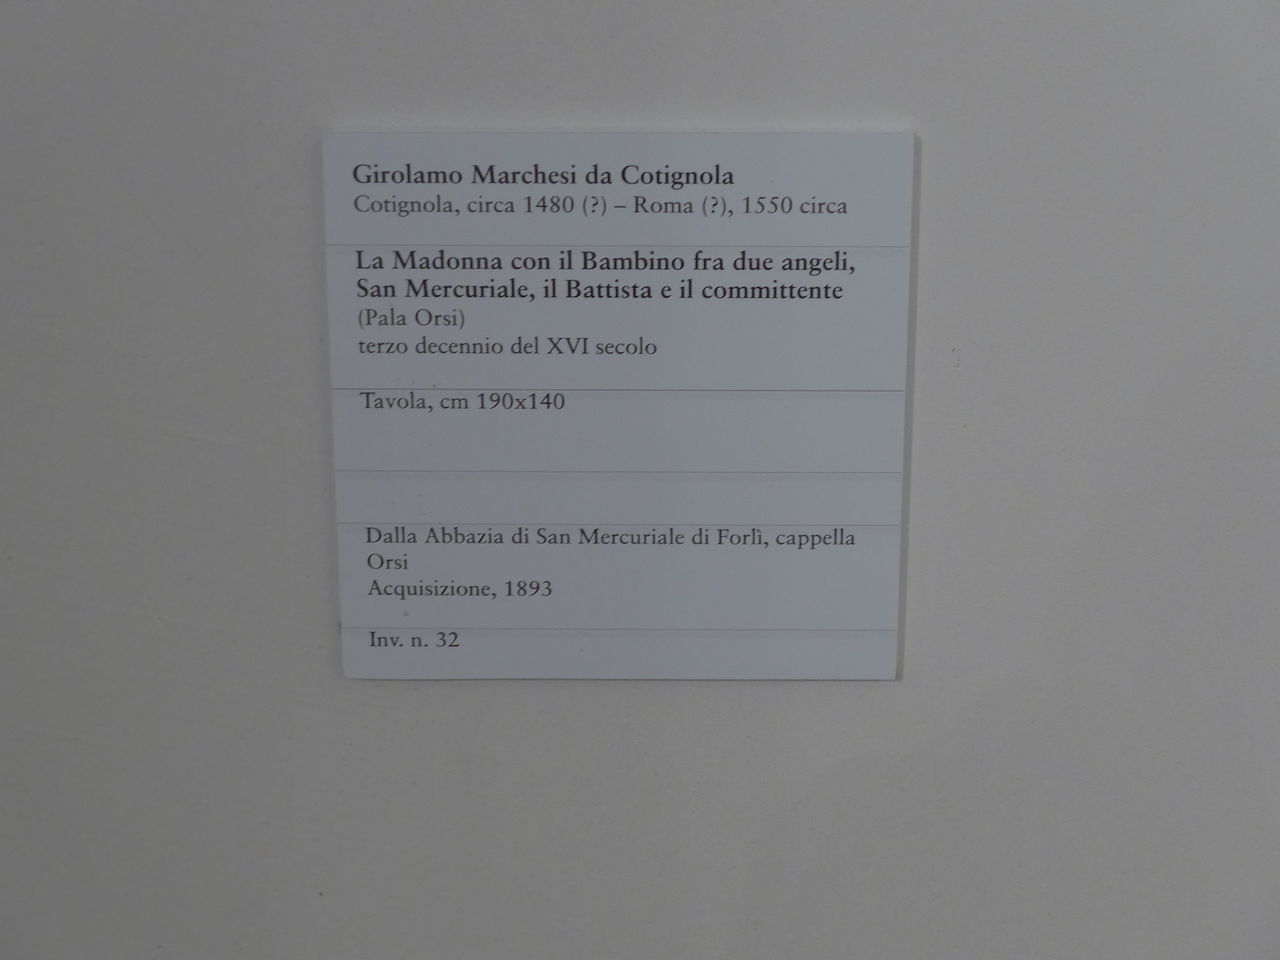 Girolamo Marchesi da Cotignola
Cotignola, circa 1480 (?) – Roma (?), 1550 circa
La Madonna con il Bambino fra due angeli,
San Mercuriale, il Battista e il committente
(Pala Orsi)
terzo decennio del XVI secolo
Tavola, cm 190x140
Dalla Abbazia di San Mercuriale di Forlì, cappella
Orsi
Acquisizione, 1893
Inv. n. 32